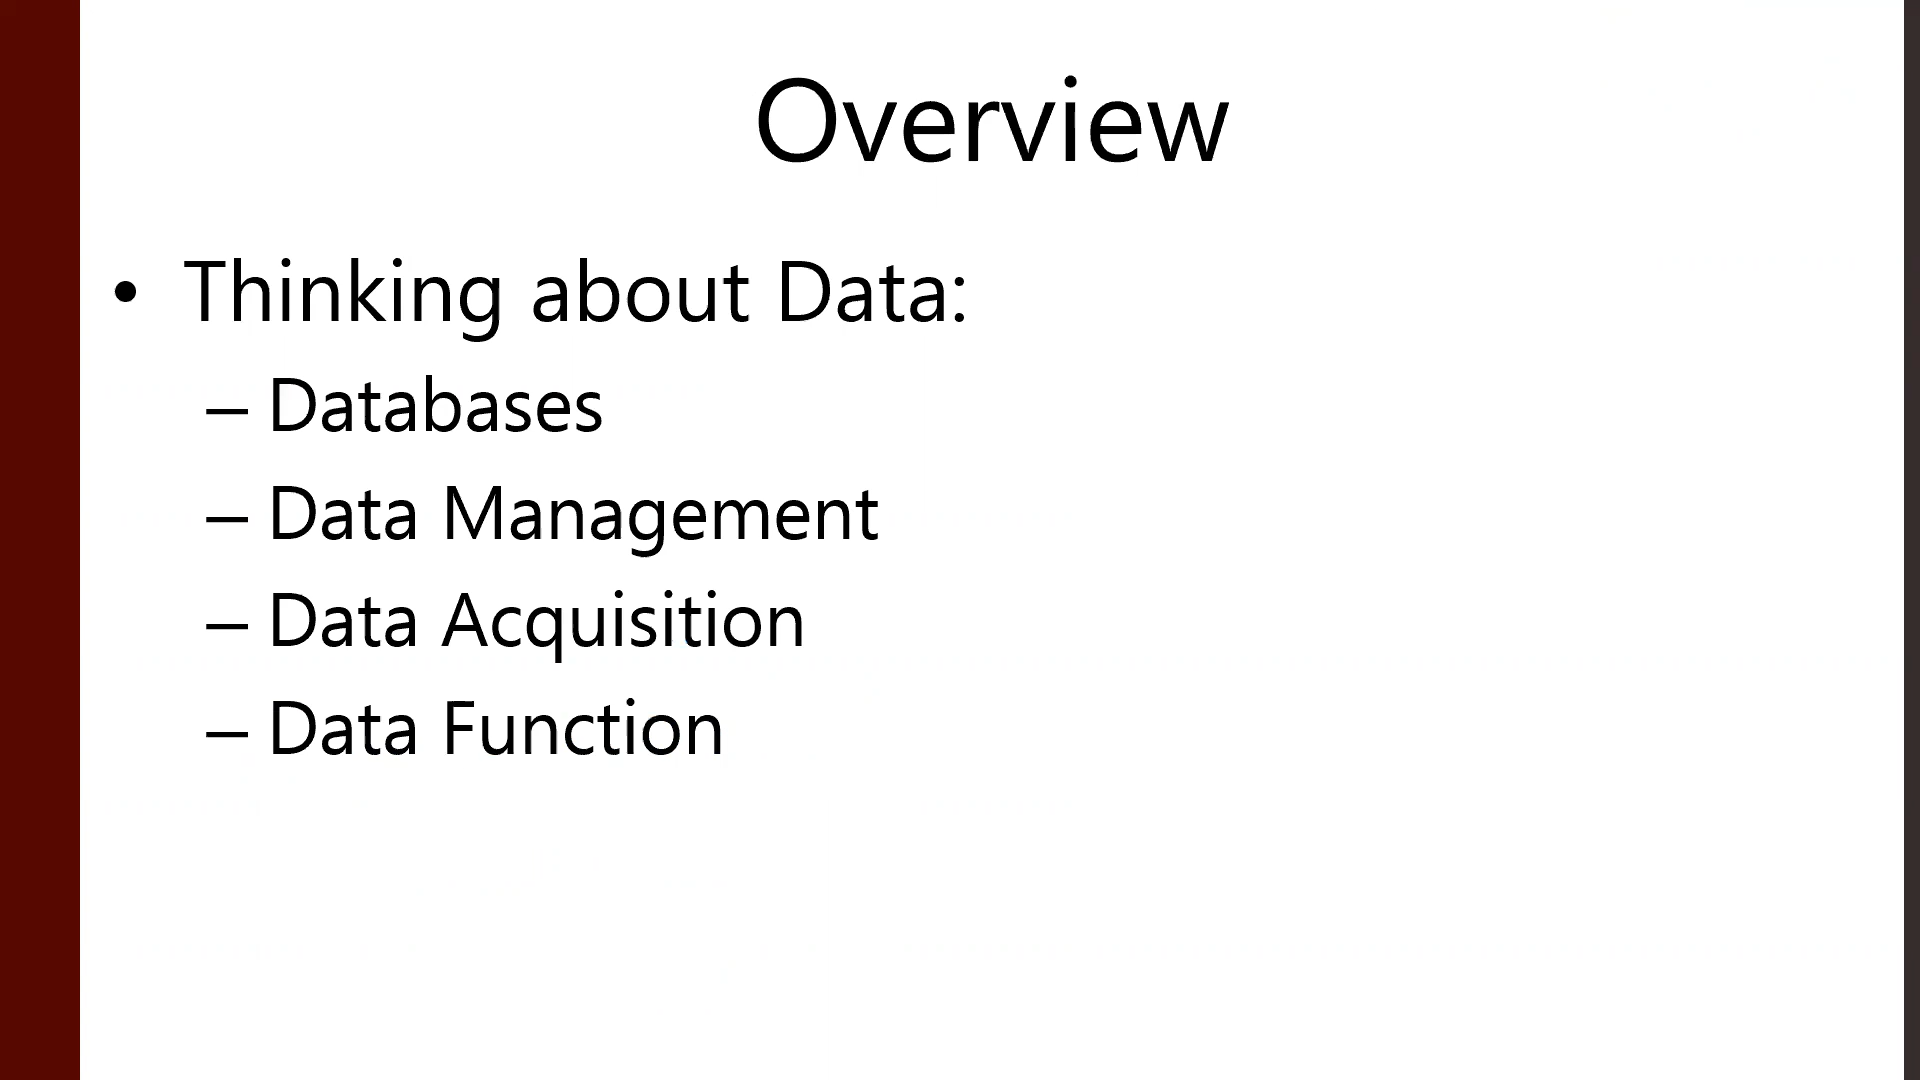 Overview
• Thinking about Data:
– Databases
– Data Management
– Data Acquisition
– Data Function